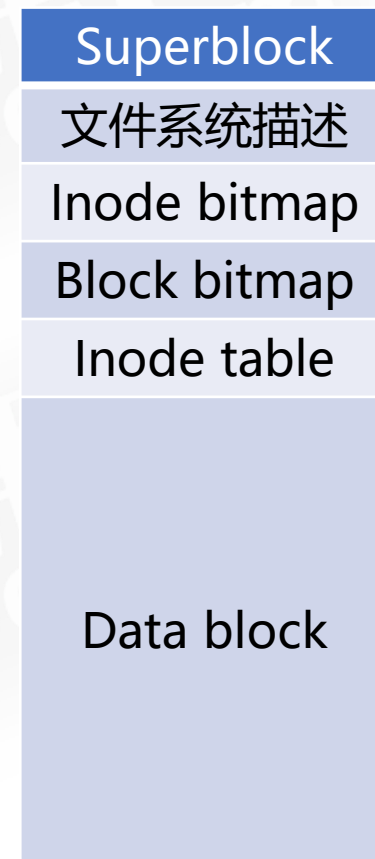 Superblock
文件系统描述
Inode bitmap
Block bitmap
Inode table
Data block